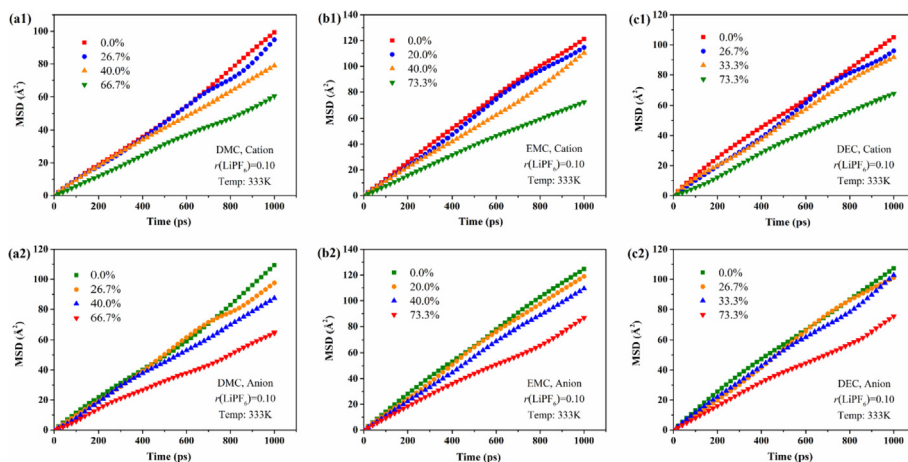 (a1)
100
80
60
40
20
0
MSD (Å²)
0.0%
26.7%
40.0%
66.7%
DMC, Cation
r(LiPF₆)=0.10
Temp: 333K
200 400 600 800 1000
Time (ps)
(b1)
140
120
100
80
60
40
20
0
MSD (Å²)
0.0%
20.0%
40.0%
73.3%
EMC, Cation
r(LiPF₆)=0.10
Temp: 333K
0 200 400 600 800 1000
Time (ps)
(c1)
120
100
80
60
40
20
0
MSD (Å²)
0.0%
26.7%
33.3%
73.3%
DEC, Cation
r(LiPF₆)=0.10
Temp: 333K
0 200 400 600 800 1000
Time (ps)
(a2)
120
100
80
60
40
20
0
MSD (Å²)
0.0%
26.7%
40.0%
66.7%
DMC, Anion
r(LiPF₆)=0.10
Temp: 333K
0 200 400 600 800 1000
Time (ps)
(b2)
140
120
100
80
60
40
20
0
MSD (Å²)
0.0%
20.0%
40.0%
73.3%
EMC, Anion
r(LiPF₆)=0.10
Temp: 333K
0 200 400 600 800 1000
Time (ps)
(c2)
120
100
80
60
40
20
0
MSD (Å²)
0.0%
26.7%
33.3%
73.3%
DEC, Anion
r(LiPF₆)=0.10
Temp: 333K
0 200 400 600 800 1000
Time (ps)